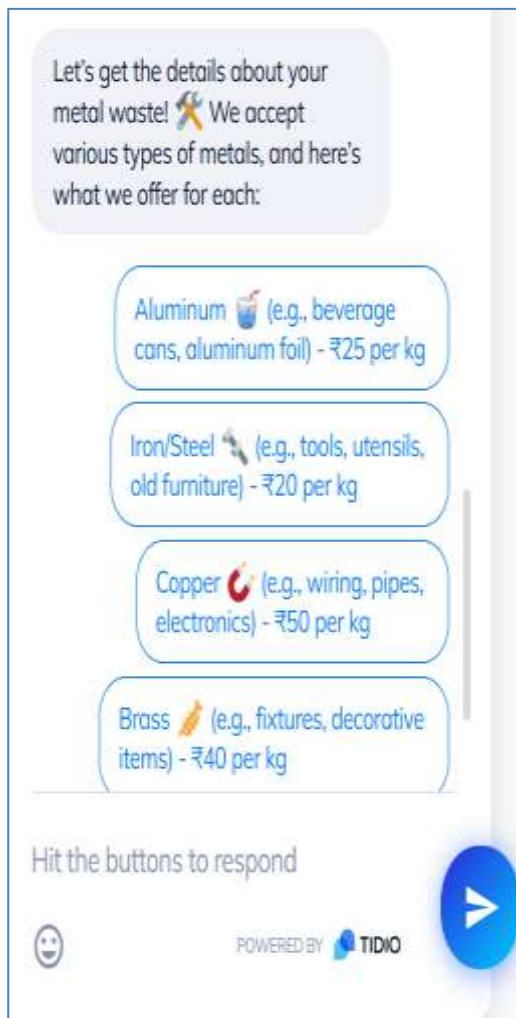 Let's get the details about your
metal waste! 🛠️ We accept
various types of metals, and here's
what we offer for each:
Aluminum 🥤 (e.g., beverage
cans, aluminum foil) - ₹25 per kg
Iron/Steel 🔩 (e.g., tools, utensils,
old furniture) - ₹20 per kg
Copper 🧲 (e.g., wiring, pipes,
electronics) - ₹50 per kg
Brass 🎺 (e.g., fixtures, decorative
items) - ₹40 per kg
Hit the buttons to respond
POWERED BY TIDIO